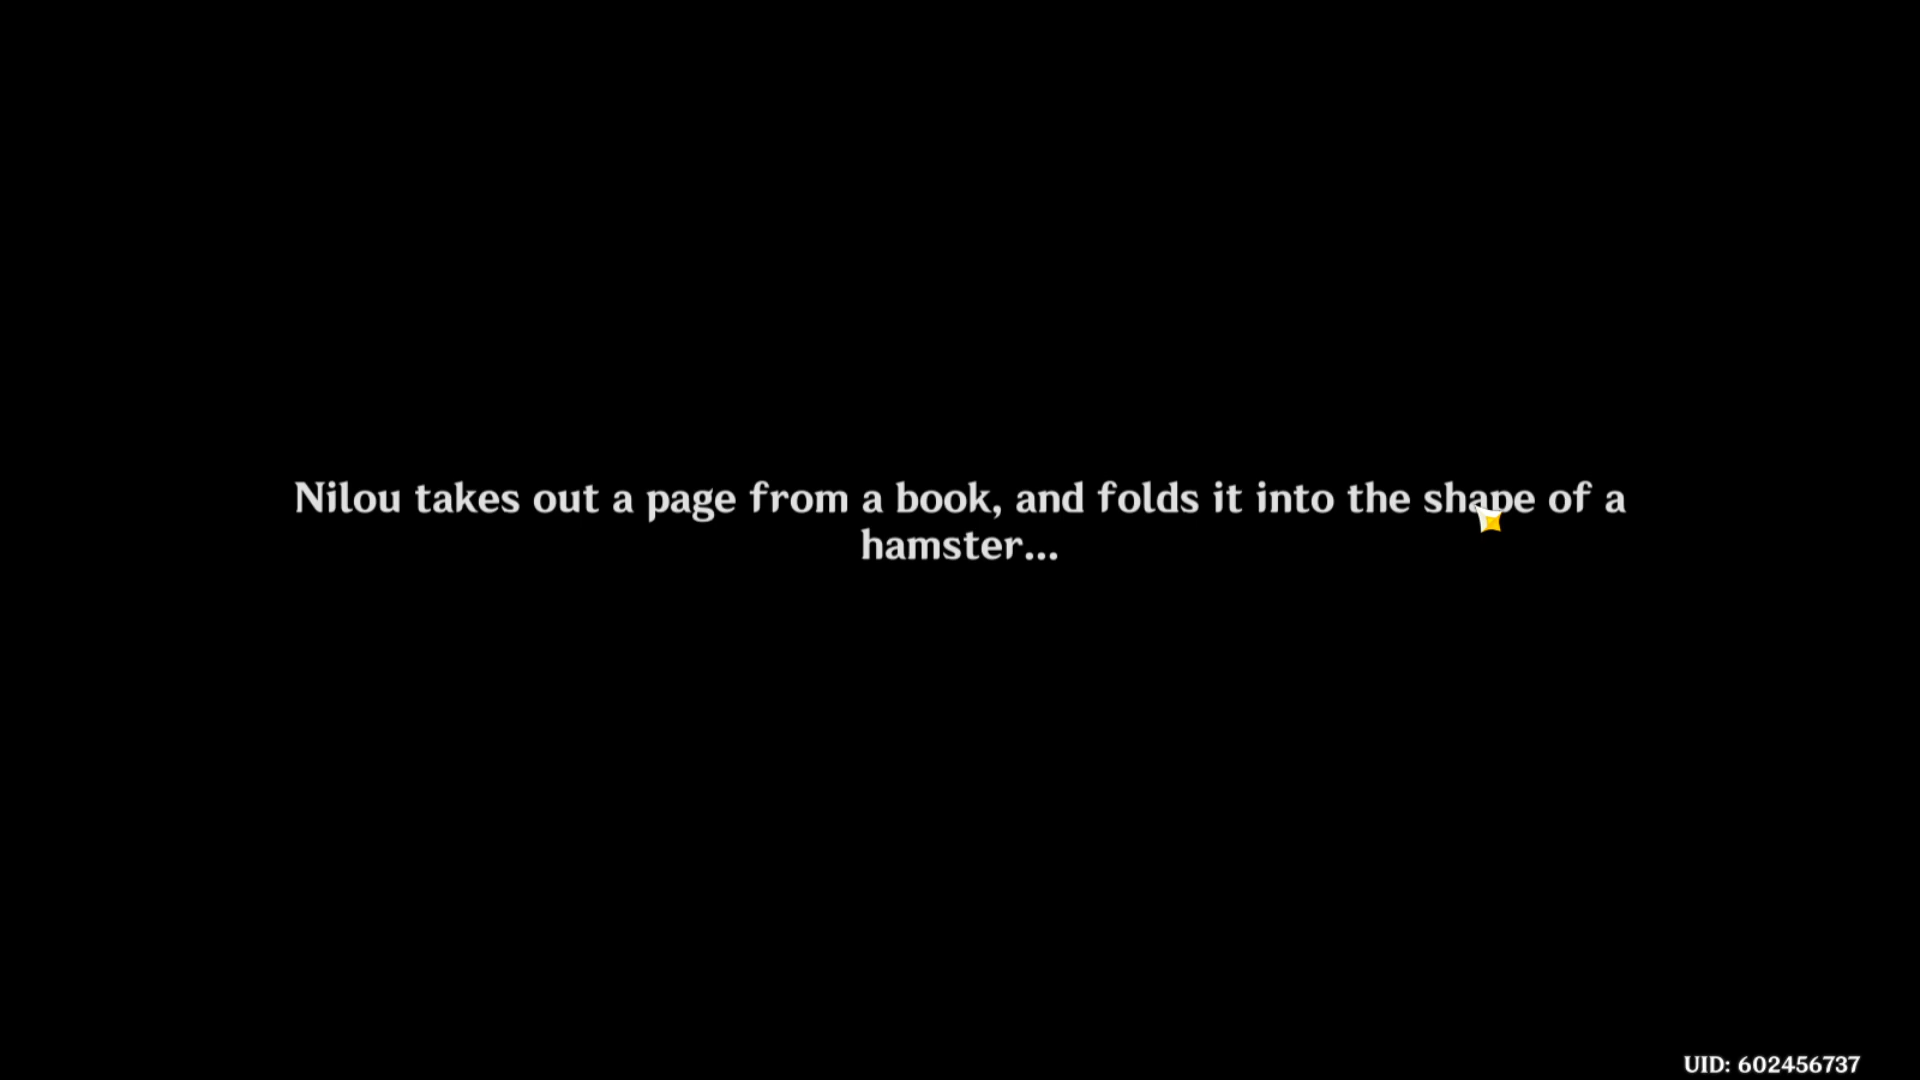 Nilou takes out a page from a book, and folds it into the shape of a
hamster...
UID: 602456737